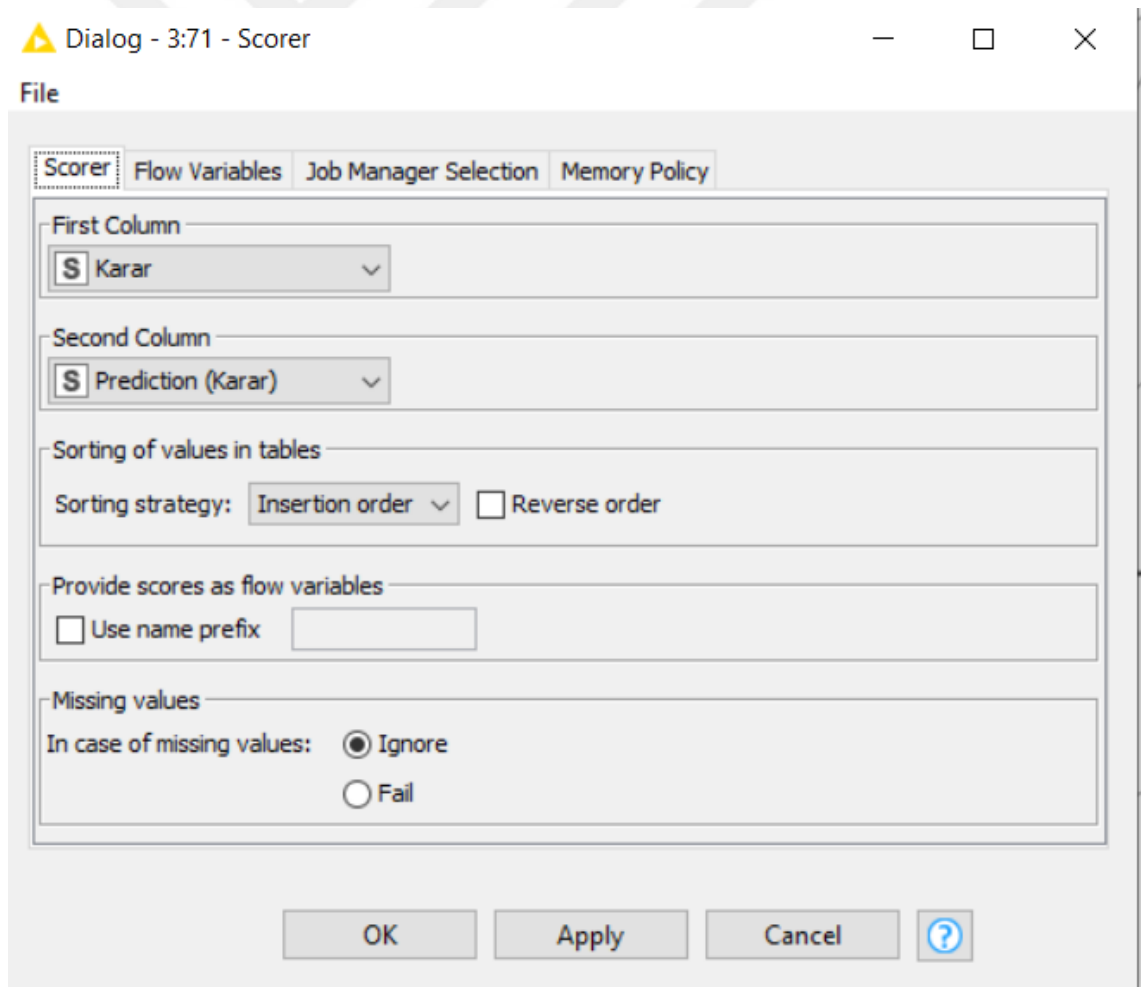 Dialog - 3:71 - Scorer
File
Scorer Flow Variables Job Manager Selection Memory Policy
First Column
S Karar
Second Column
S Prediction (Karar)
Sorting of values in tables
Sorting strategy: Insertion order Reverse order
Provide scores as flow variables
Use name prefix
Missing values
In case of missing values: Ignore
Fail
OK Apply Cancel ?